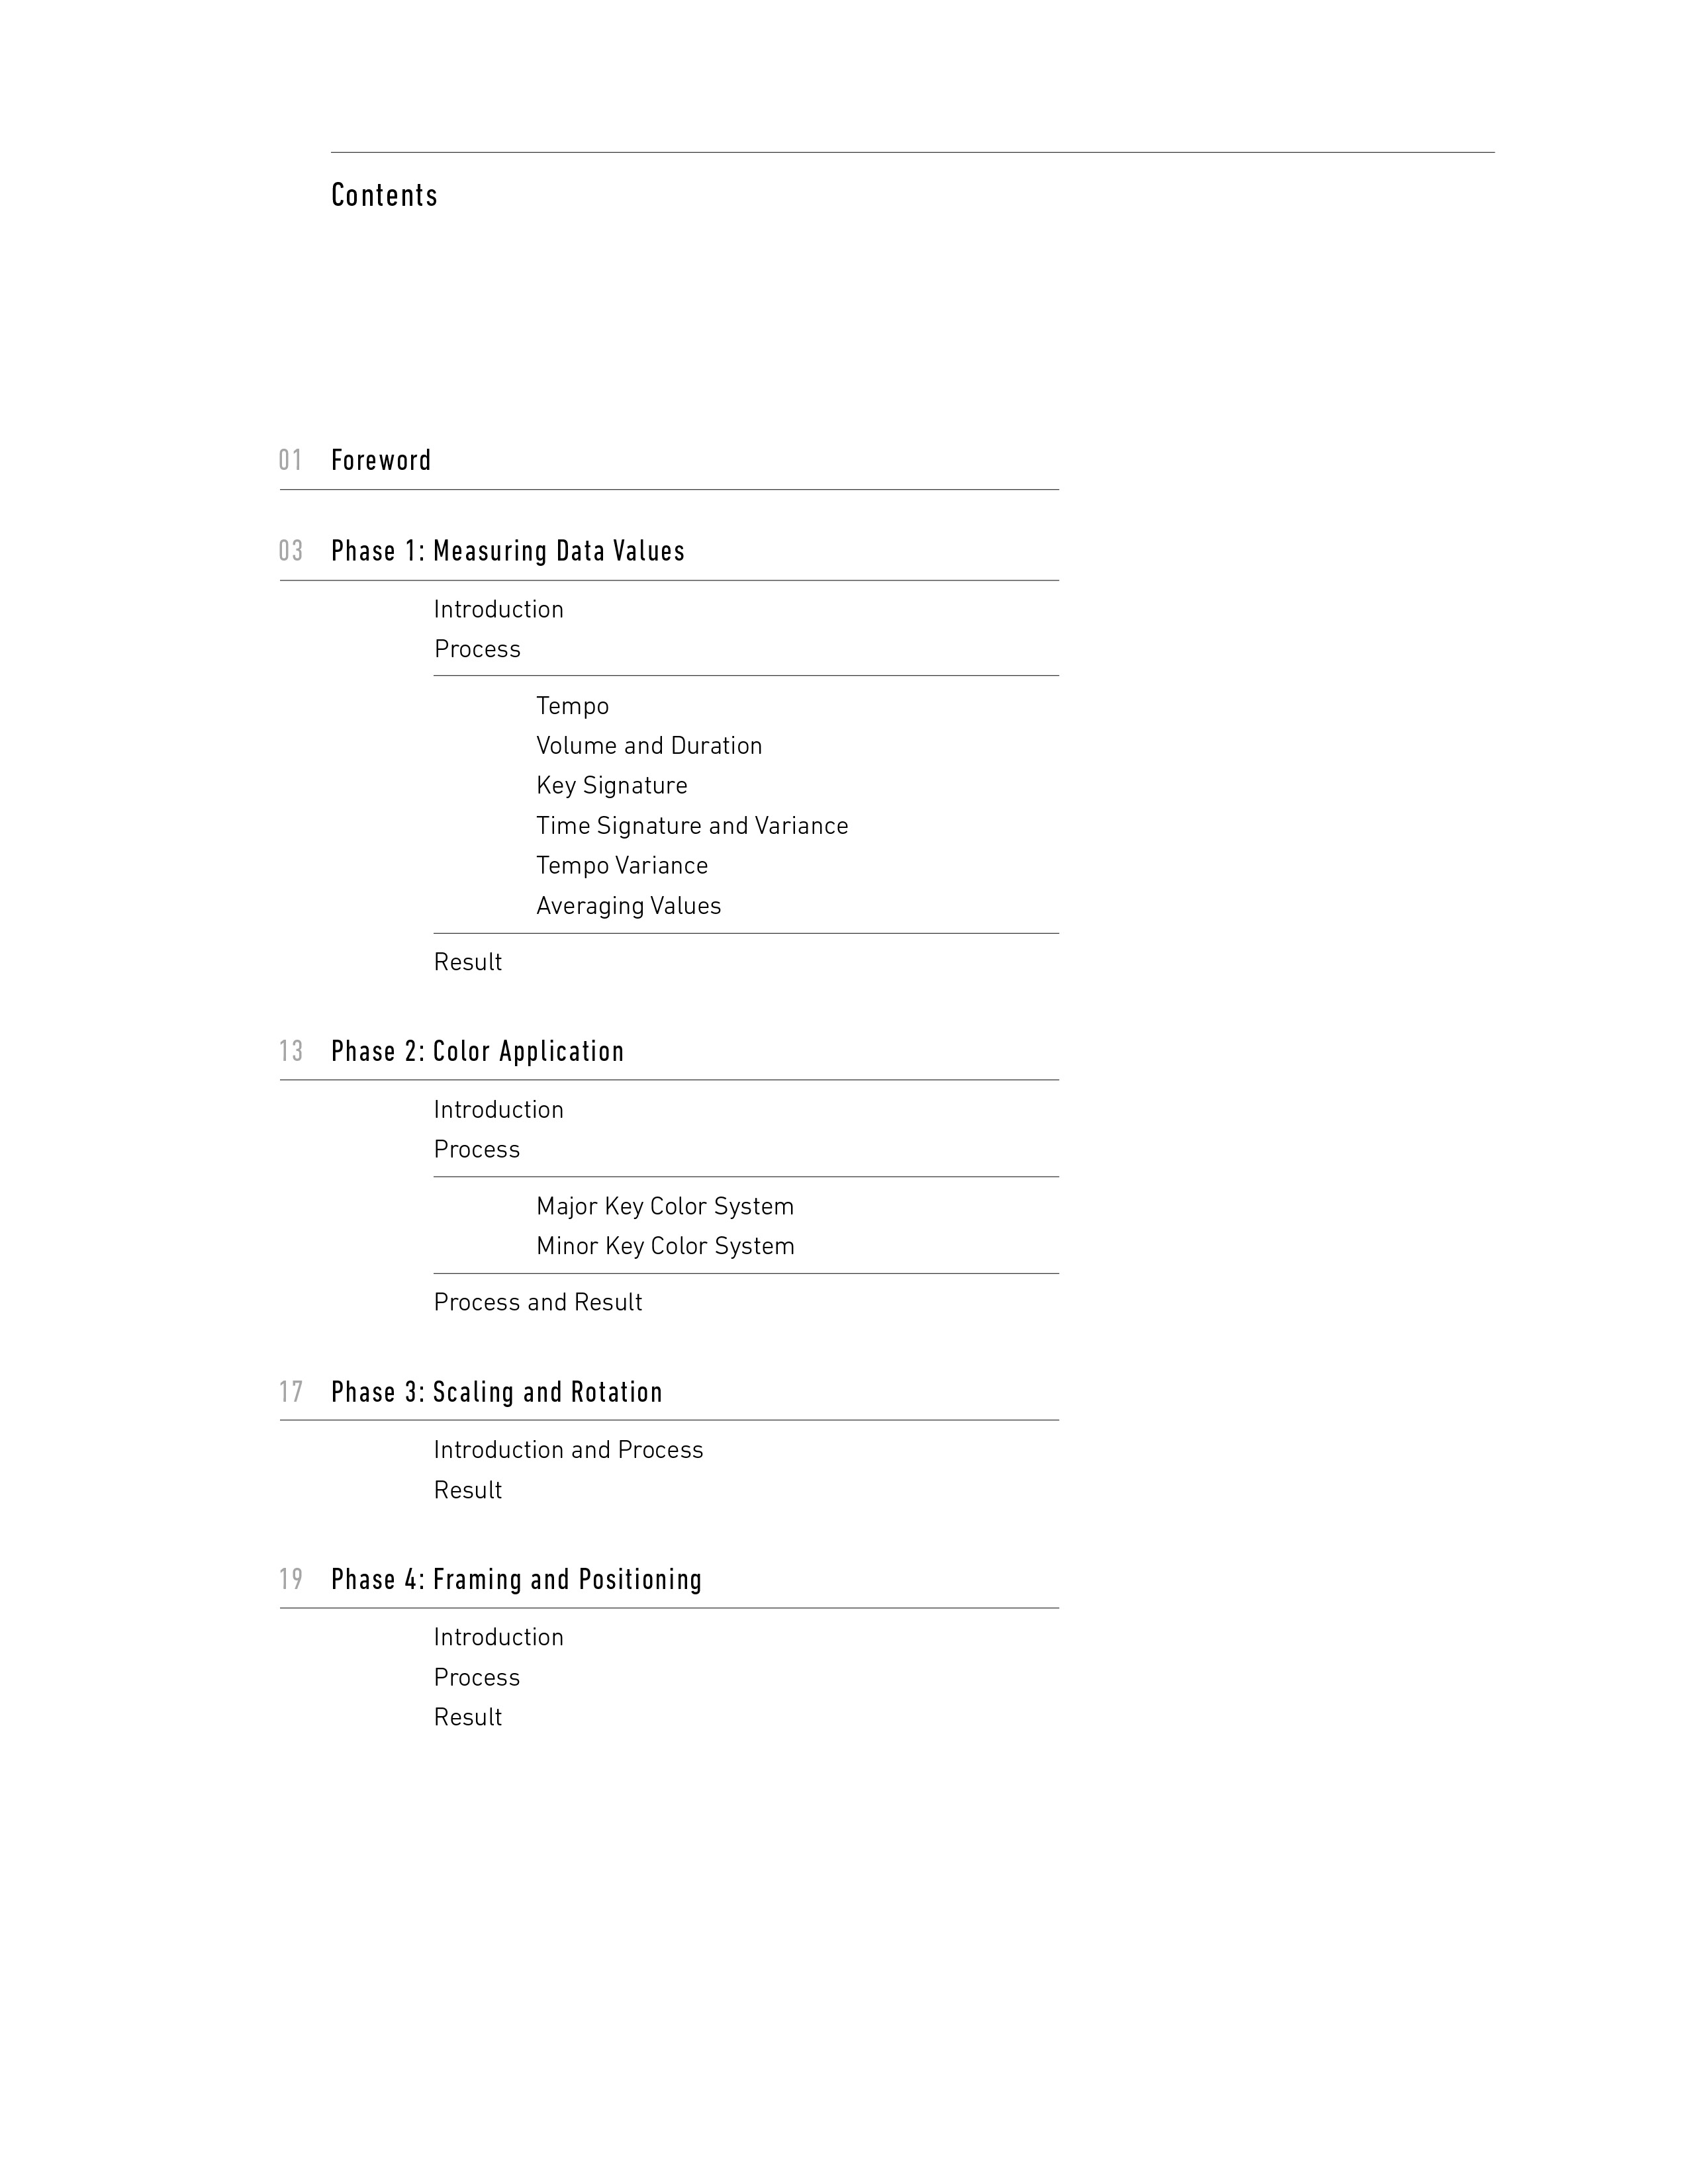 Contents
01 Foreword
03 Phase 1: Measuring Data Values
Introduction
Process
Tempo
Volume and Duration
Key Signature
Time Signature and Variance
Tempo Variance
Averaging Values
Result
13 Phase 2: Color Application
Introduction
Process
Major Key Color System
Minor Key Color System
Process and Result
17 Phase 3: Scaling and Rotation
Introduction and Process
Result
19 Phase 4: Framing and Positioning
Introduction
Process
Result